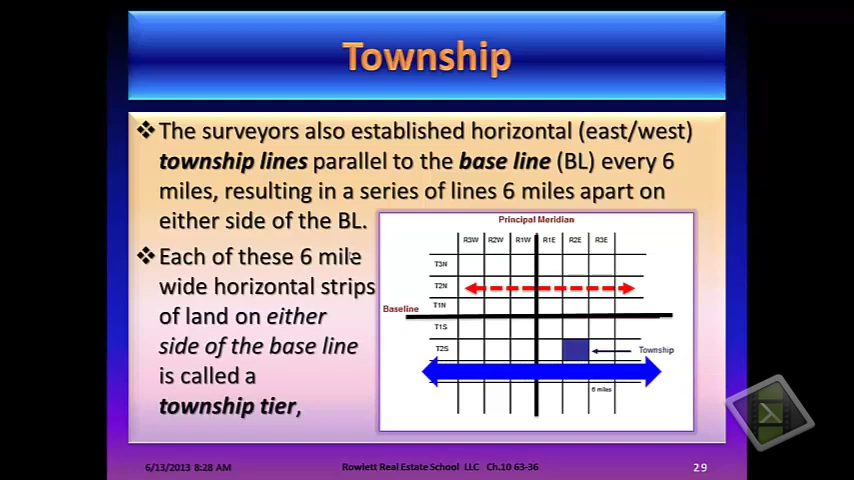 Township
❖The surveyors also established horizontal (east/west)
township lines parallel to the base line (BL) every 6
miles, resulting in a series of lines 6 miles apart on
either side of the BL.
❖Each of these 6 mile
wide horizontal strips
of land on either
side of the base line
is called a
township tier,
Principal Meridian
R3W R2W R1W R1E R2E R3E
T3N
T2N
T1N
Baseline
T1S
T2S
Township
6 miles
6/13/2013 8:28 AM Rowlett Real Estate School LLC Ch.10 63-36 29